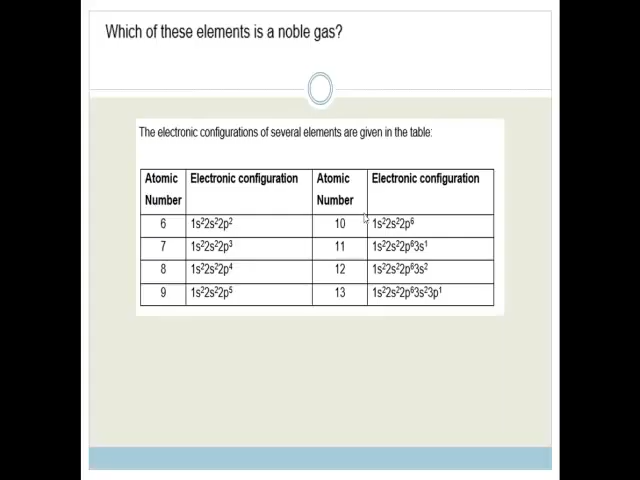 Which of these elements is a noble gas?
The electronic configurations of several elements are given in the table:
Atomic Number Electronic configuration Atomic Number Electronic configuration
6 1s²2s²2p² 10 1s²2s²2p⁶
7 1s²2s²2p³ 11 1s²2s²2p⁶3s¹
8 1s²2s²2p⁴ 12 1s²2s²2p⁶3s²
9 1s²2s²2p⁵ 13 1s²2s²2p⁶3s²3p¹